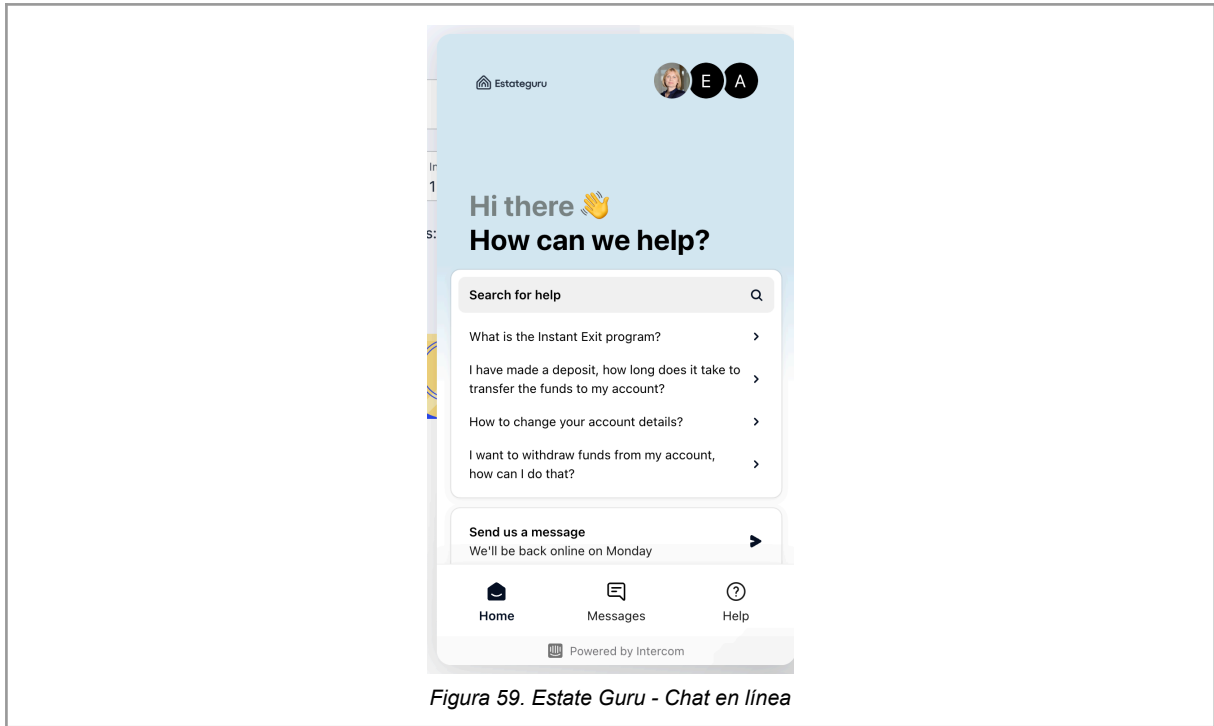 Estateguru
E A
In
1
s:
Hi there 👋
How can we help?
Search for help
What is the Instant Exit program?
I have made a deposit, how long does it take to
transfer the funds to my account?
How to change your account details?
I want to withdraw funds from my account,
how can I do that?
Send us a message
We'll be back online on Monday
Home Messages Help
Powered by Intercom
Figura 59. Estate Guru - Chat en línea